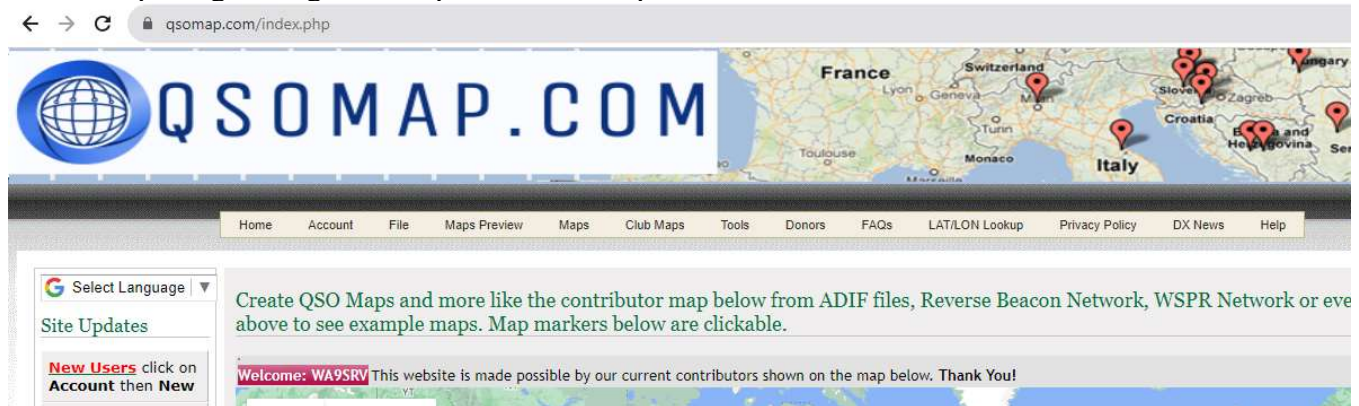 qsomap.com/index.php
QSOMAP.COM
France
Switzerland
Lyon
Geneva
Milan
Turin
Toulouse
Monaco
Marseille
Italy
Zagreb
Croatia
Home Account File Maps Preview Maps Club Maps Tools Donors FAQs LAT/LON Lookup Privacy Policy DX News Help
Select Language
Site Updates
New Users click on
Account then New
Create QSO Maps and more like the contributor map below from ADIF files, Reverse Beacon Network, WSPR Network or eve
above to see example maps. Map markers below are clickable.
Welcome: WA9SRV This website is made possible by our current contributors shown on the map below. Thank You!